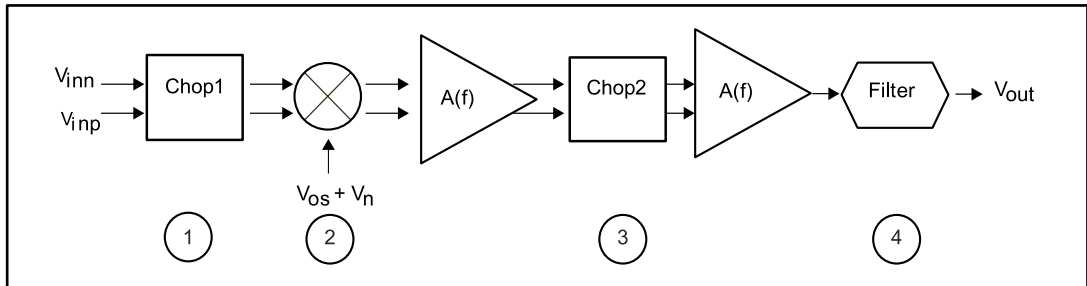 Vinn
Vinp
Chop1
Vos + Vn
A(f)
Chop2
A(f)
Filter
Vout
1
2
3
4